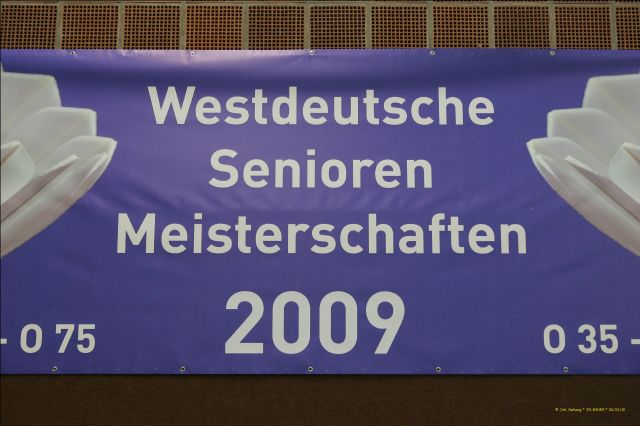 Westdeutsche
Senioren
Meisterschaften
- O 75 2009 O 35 -